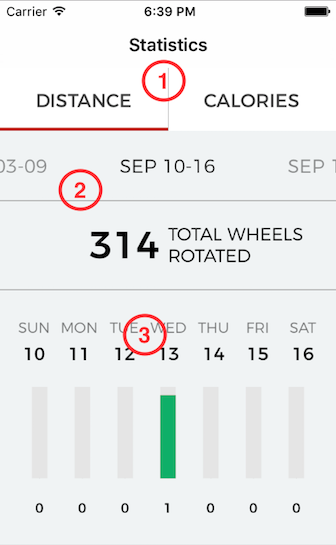 Carrier 6:39 PM
Statistics
1
DISTANCE CALORIES
03-09 SEP 10-16 SEP 1
2
314 TOTAL WHEELS
ROTATED
3
SUN MON TUE WED THU FRI SAT
10 11 12 13 14 15 16
0 0 0 1 0 0 0